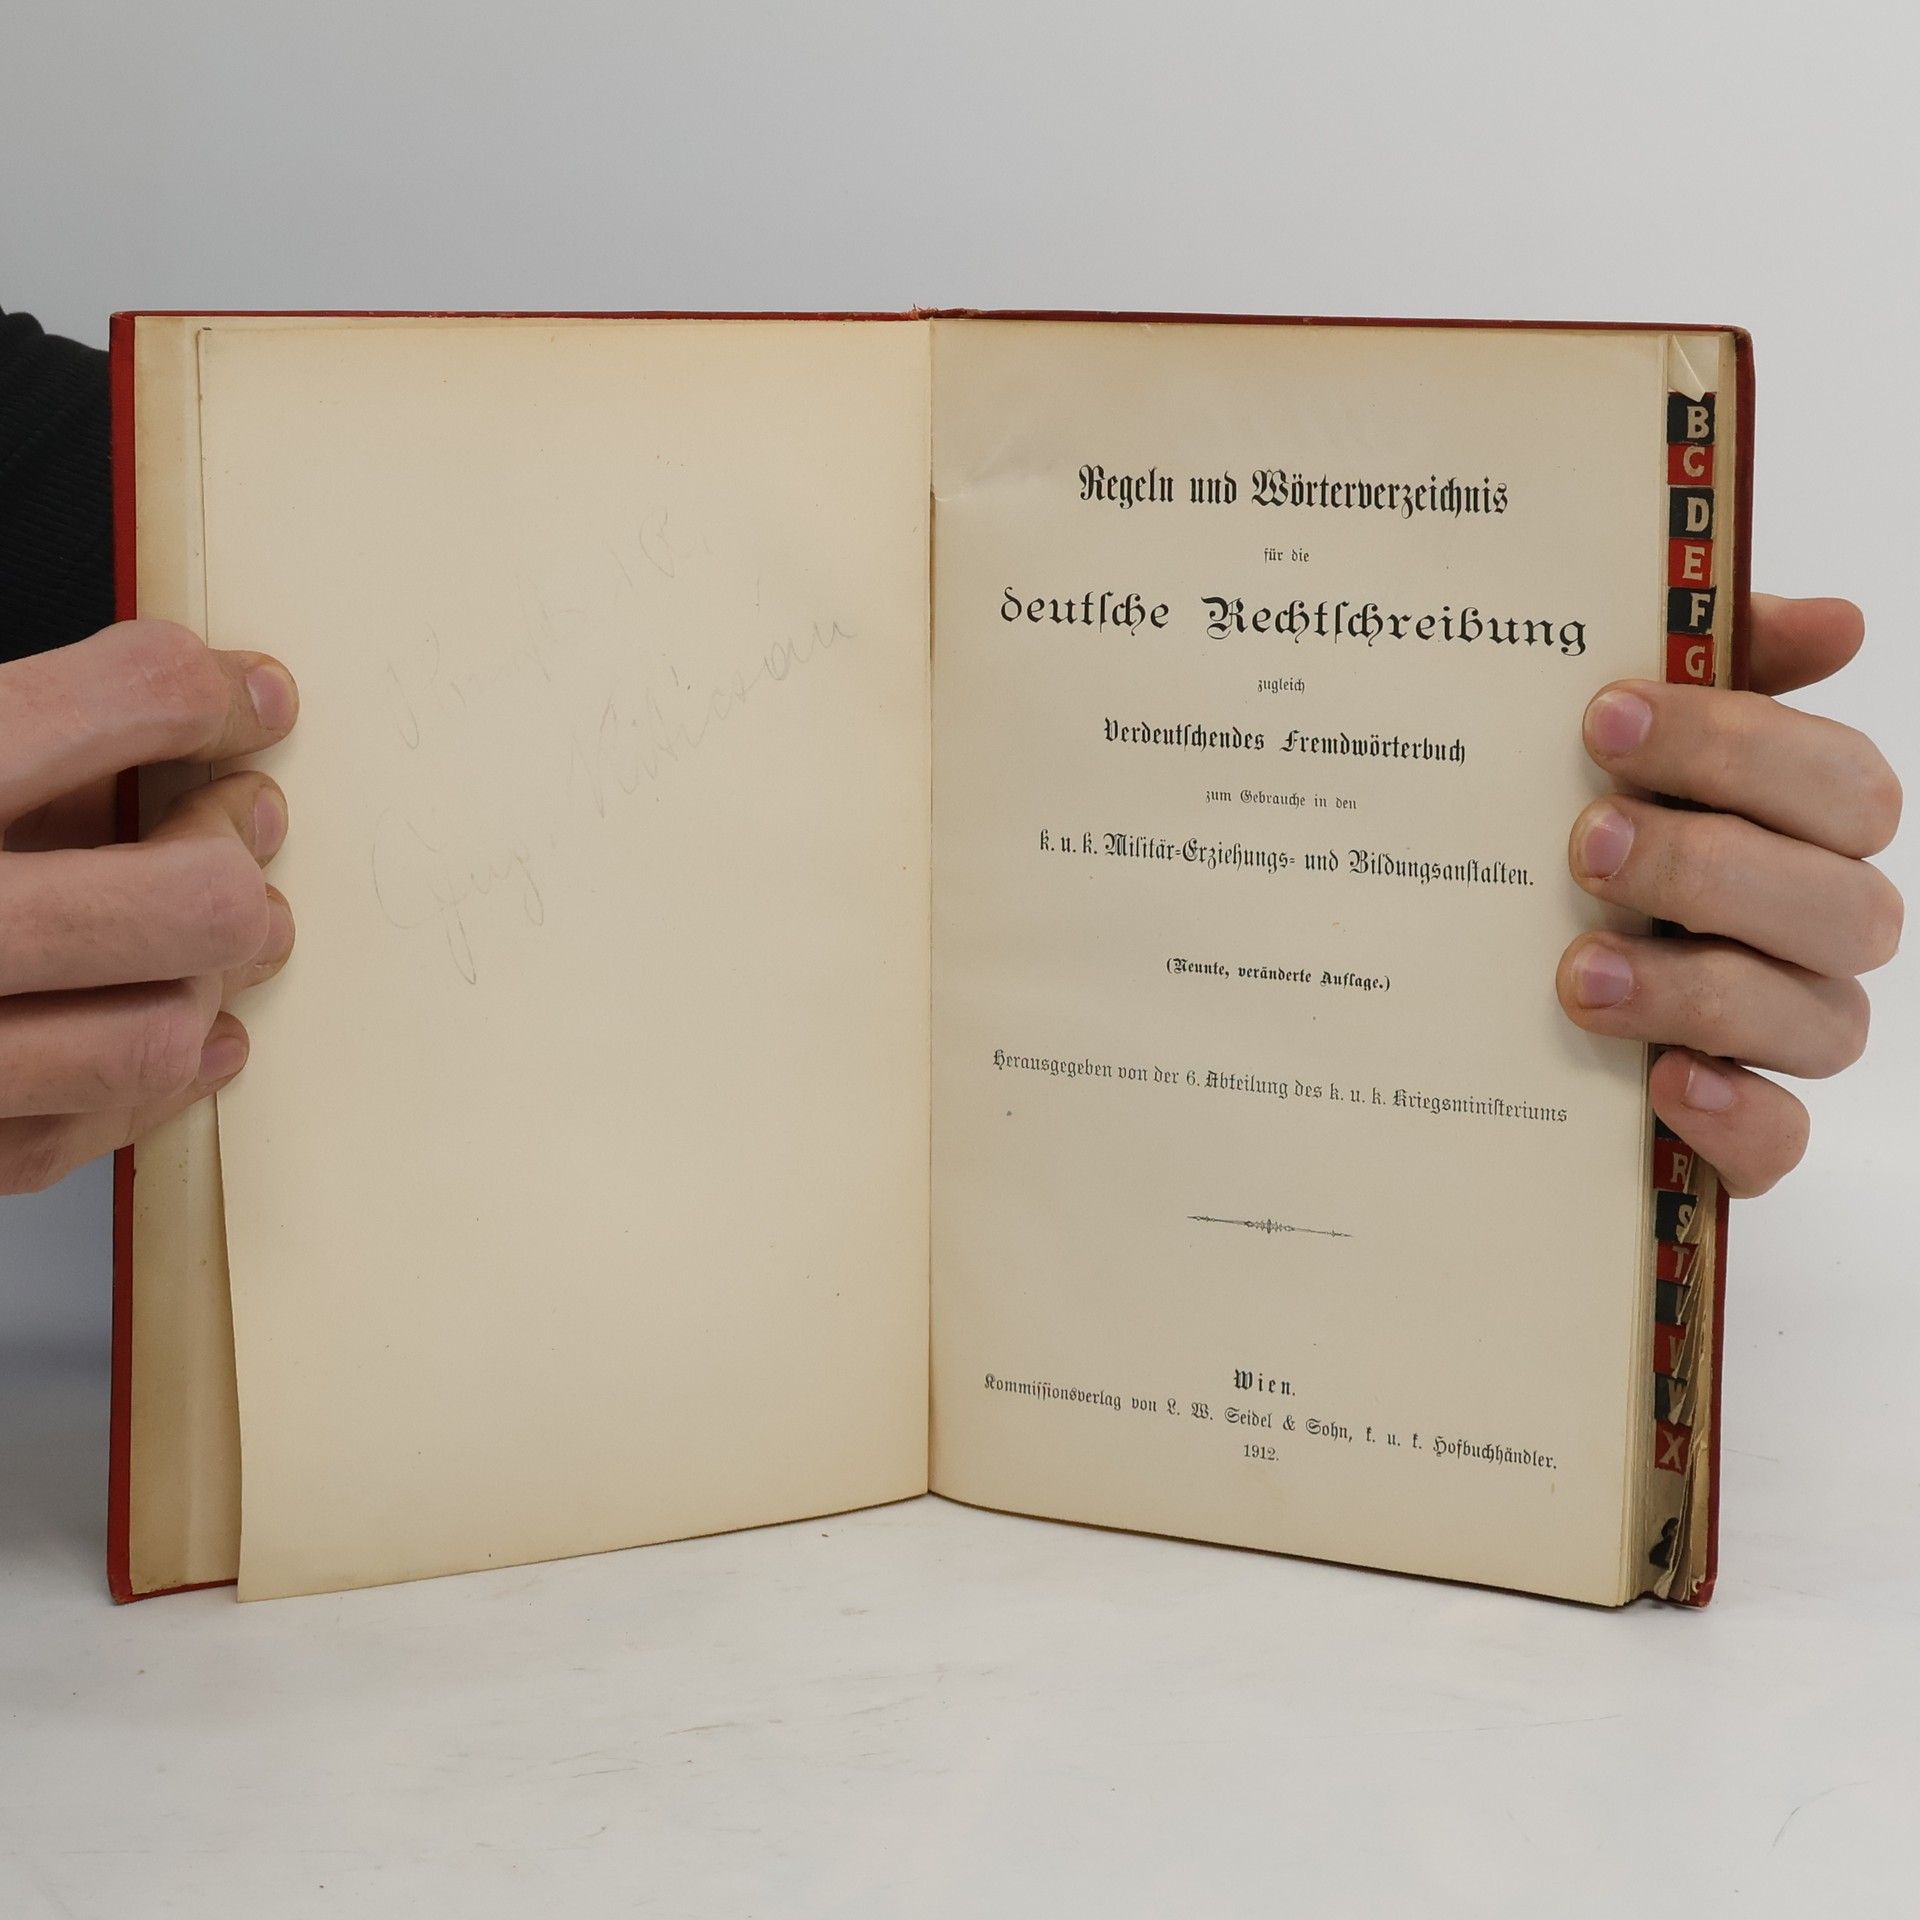 Regeln und Wörterverzeichnis
für die
deutsche Rechtschreibung
zugleich
Verdeutschendes Fremdwörterbuch
zum Gebrauche in den
k. u. k. Militär-Erziehungs- und Bildungsanstalten.
(Neunte, veränderte Auflage.)
Herausgegeben von der 6. Abteilung des k. u. k. Kriegsministeriums
Wien.
Kommissionsverlag von L. W. Seidel & Sohn, k. u. k. Hofbuchhändler.
1912.
B
C
D
E
F
G
R
S
T
V
W
X